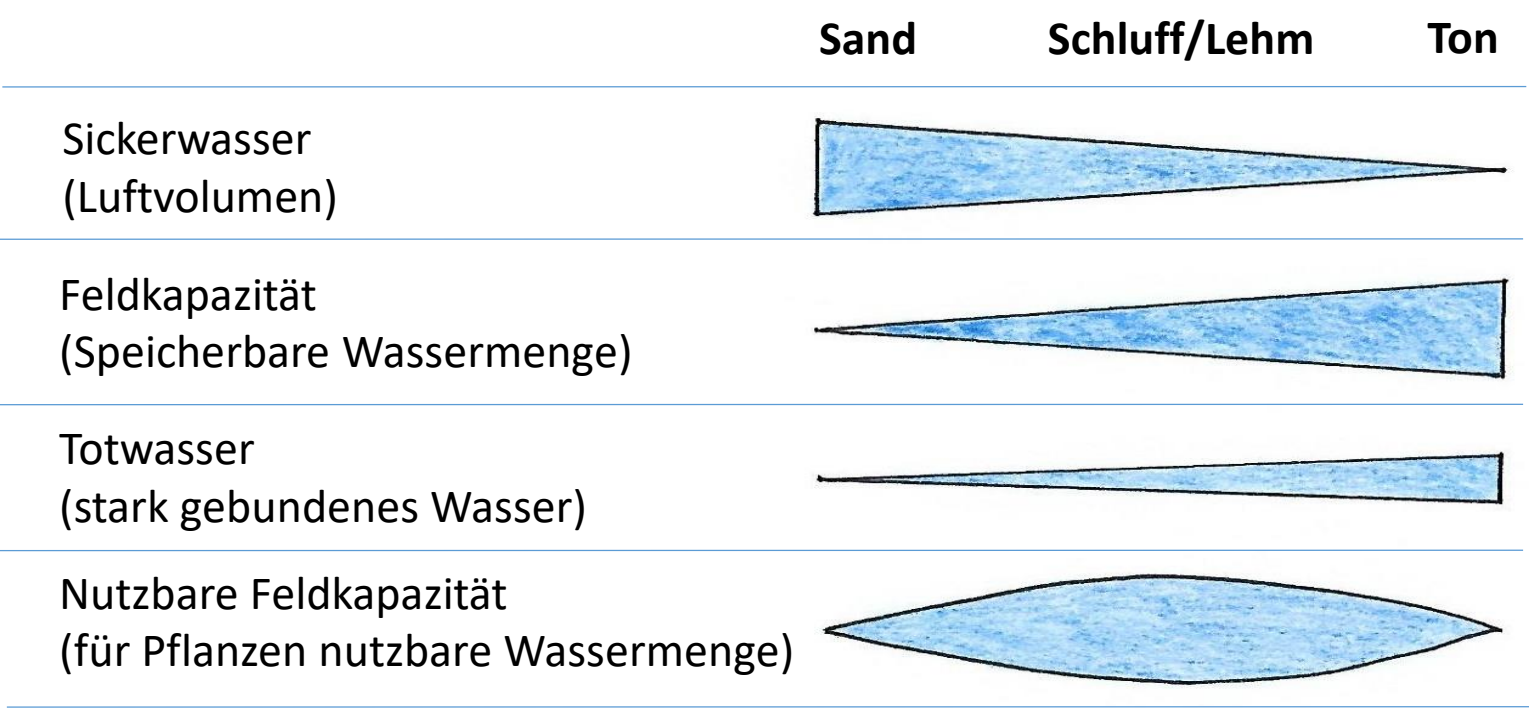 Sand Schluff/Lehm Ton
Sickerwasser
(Luftvolumen)
Feldkapazität
(Speicherbare Wassermenge)
Totwasser
(stark gebundenes Wasser)
Nutzbare Feldkapazität
(für Pflanzen nutzbare Wassermenge)